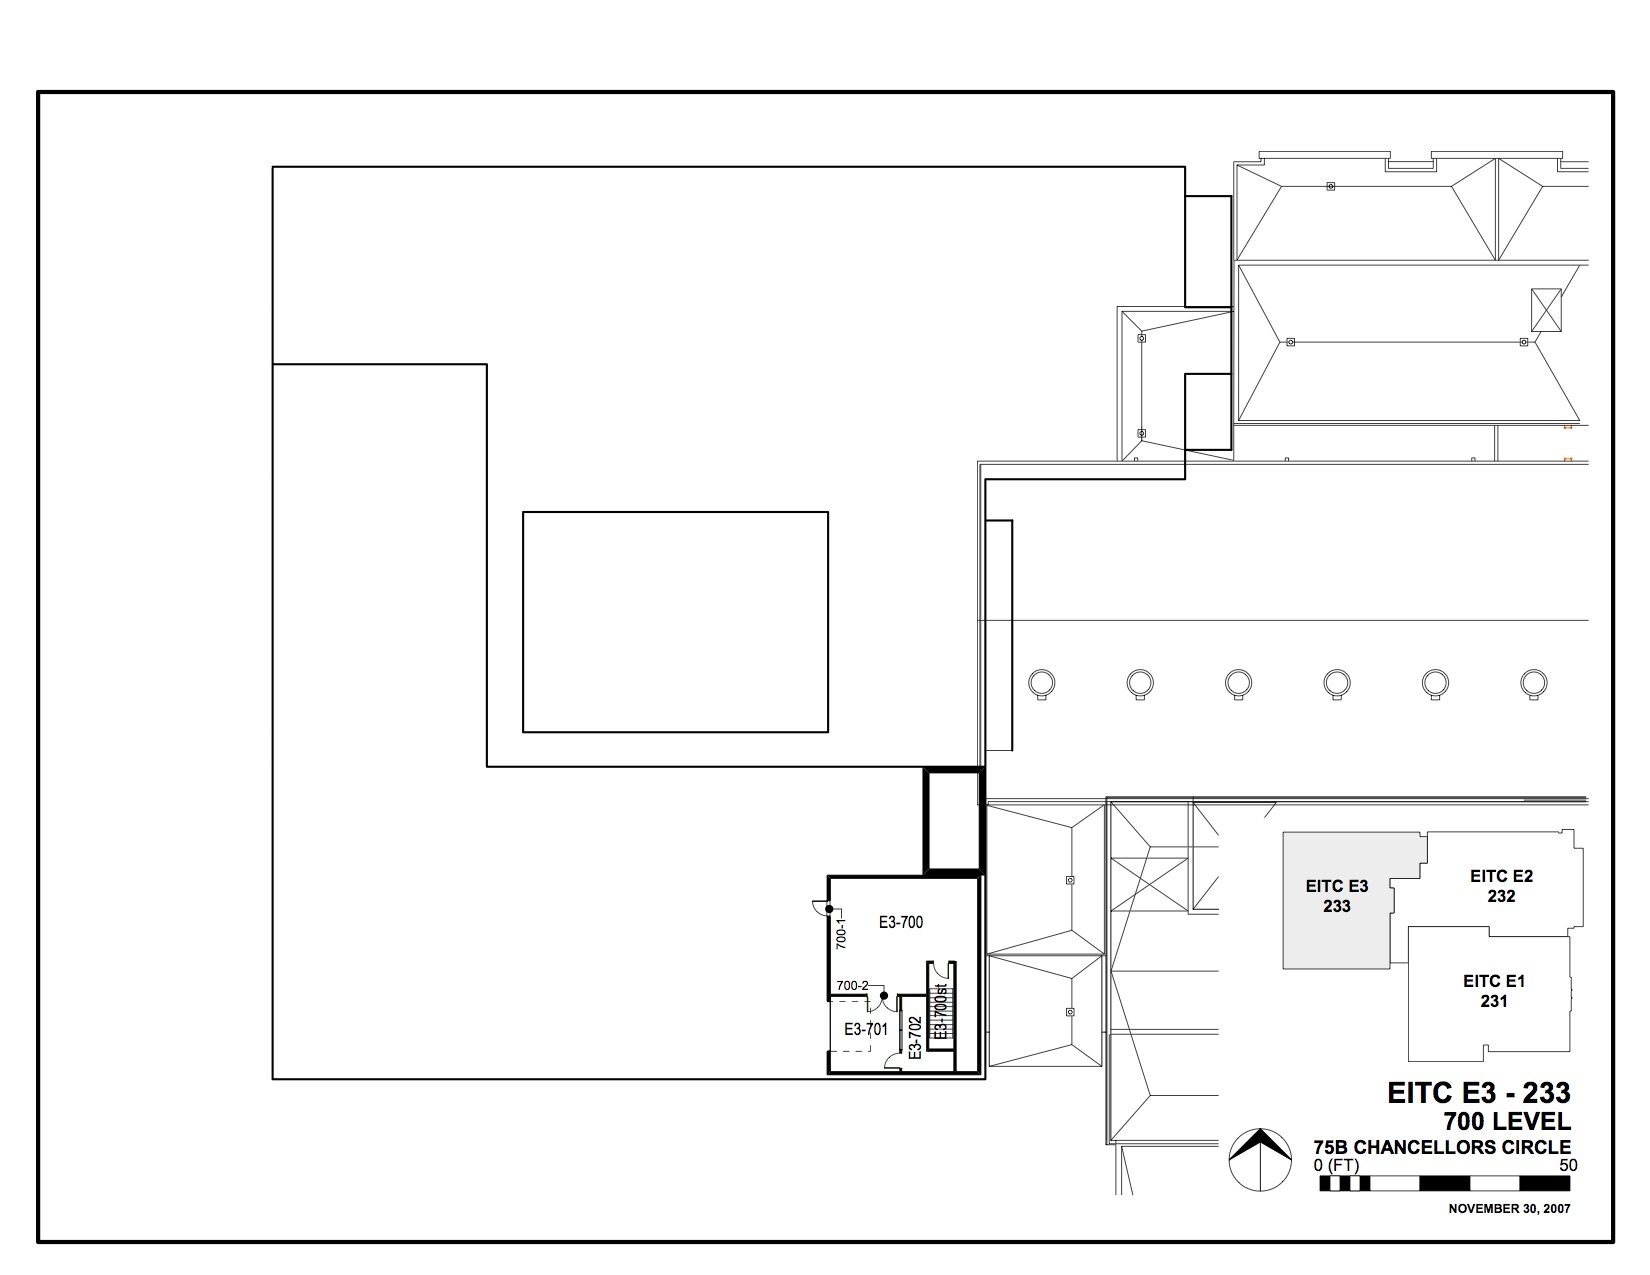 E3-700
700-1
700-2
E3-701
E3-702
E3-700st
EITC E3
233
EITC E2
232
EITC E1
231
EITC E3 - 233
700 LEVEL
75B CHANCELLORS CIRCLE
0 (FT) 50
NOVEMBER 30, 2007